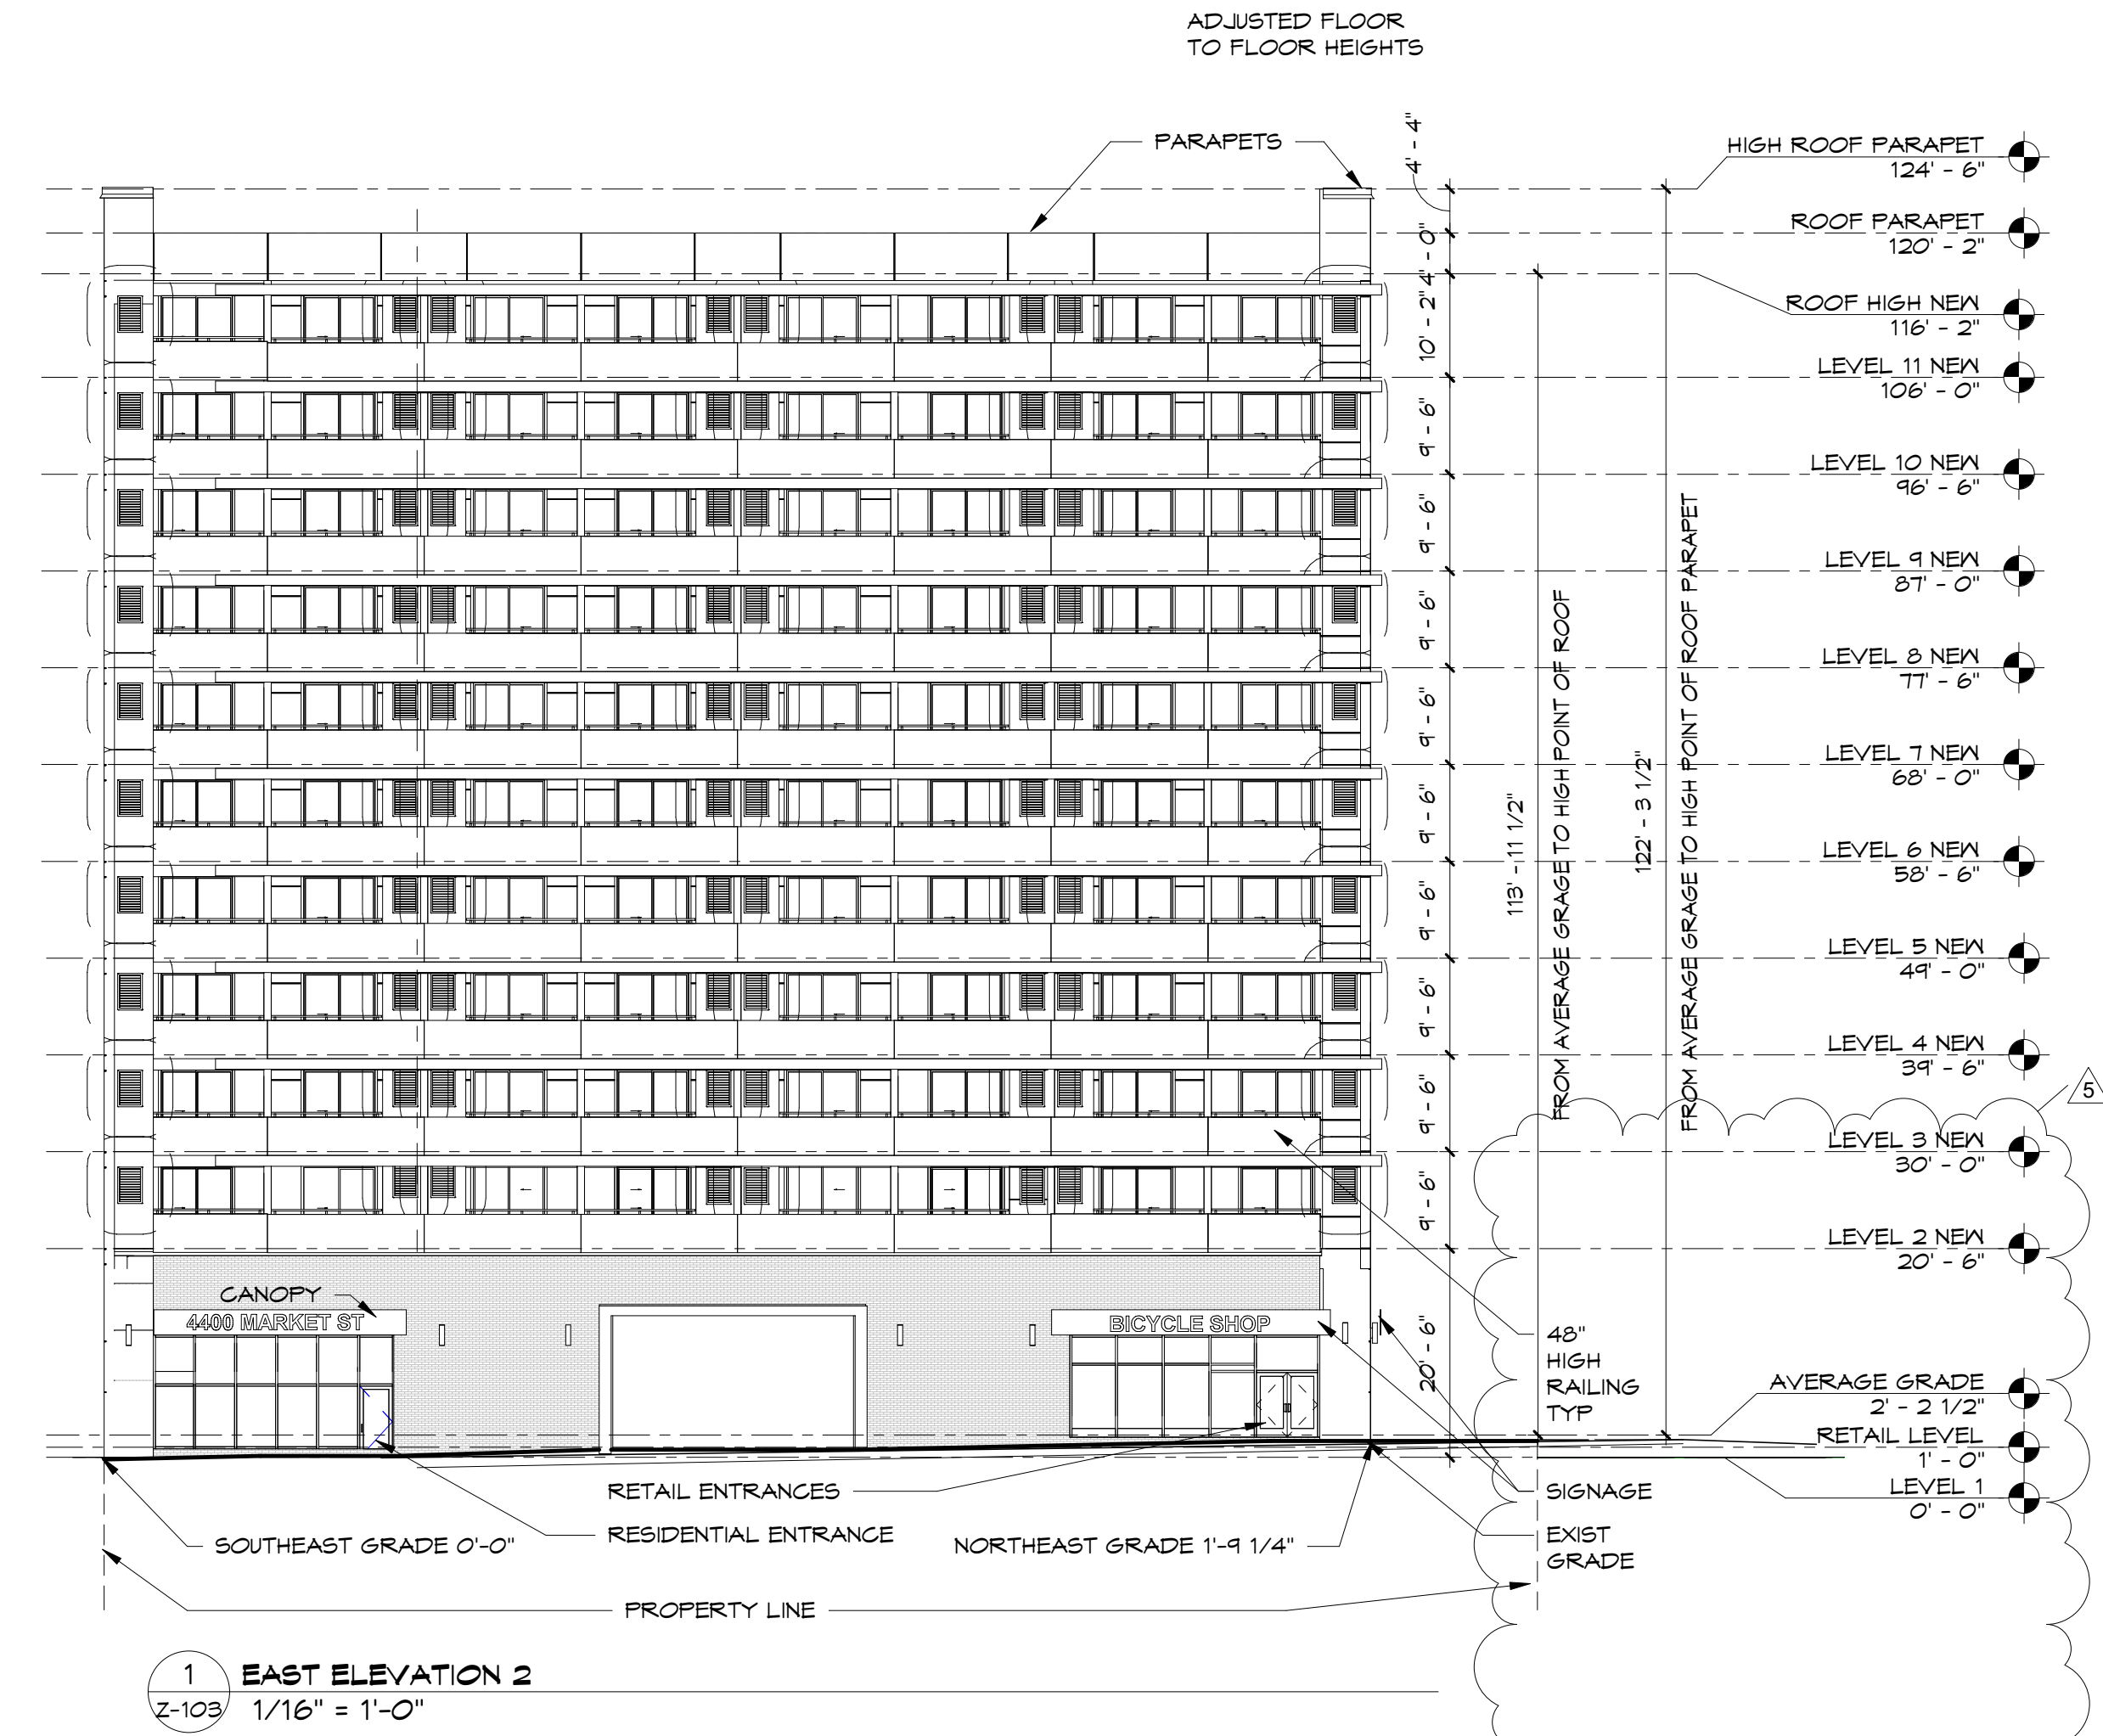 ADJUSTED FLOOR
TO FLOOR HEIGHTS
PARAPETS
4' - 4"
4' - 0"
10' - 2"
9' - 6"
9' - 6"
9' - 6"
9' - 6"
9' - 6"
9' - 6"
9' - 6"
9' - 6"
9' - 6"
20' - 6"
113' - 11 1/2"
FROM AVERAGE GRAGE TO HIGH POINT OF ROOF
122' - 3 1/2"
FROM AVERAGE GRAGE TO HIGH POINT OF ROOF PARAPET
HIGH ROOF PARAPET
124' - 6"
ROOF PARAPET
120' - 2"
ROOF HIGH NEW
116' - 2"
LEVEL 11 NEW
106' - 0"
LEVEL 10 NEW
96' - 6"
LEVEL 9 NEW
87' - 0"
LEVEL 8 NEW
77' - 6"
LEVEL 7 NEW
68' - 0"
LEVEL 6 NEW
58' - 6"
LEVEL 5 NEW
49' - 0"
LEVEL 4 NEW
39' - 6"
5
LEVEL 3 NEW
30' - 0"
LEVEL 2 NEW
20' - 6"
AVERAGE GRADE
2' - 2 1/2"
RETAIL LEVEL
1' - 0"
LEVEL 1
0' - 0"
CANOPY
4400 MARKET ST
BICYCLE SHOP
48"
HIGH
RAILING
TYP
RETAIL ENTRANCES
SIGNAGE
RESIDENTIAL ENTRANCE
SOUTHEAST GRADE 0'-0"
NORTHEAST GRADE 1'-9 1/4"
EXIST
GRADE
PROPERTY LINE
1
Z-103
EAST ELEVATION 2
1/16" = 1'-0"